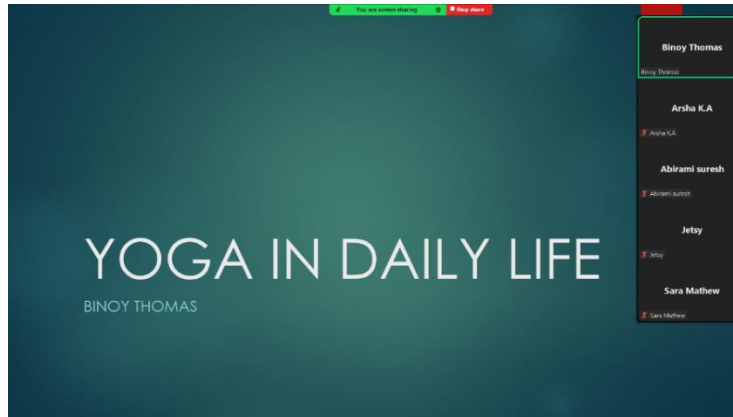 You are screen sharing
Stop share
YOGA IN DAILY LIFE
BINOY THOMAS
Binoy Thomas
Binoy Thomas
Arsha K.A
Arsha K.A
Abirami suresh
Abirami suresh
Jetsy
Jetsy
Sara Mathew
Sara Mathew